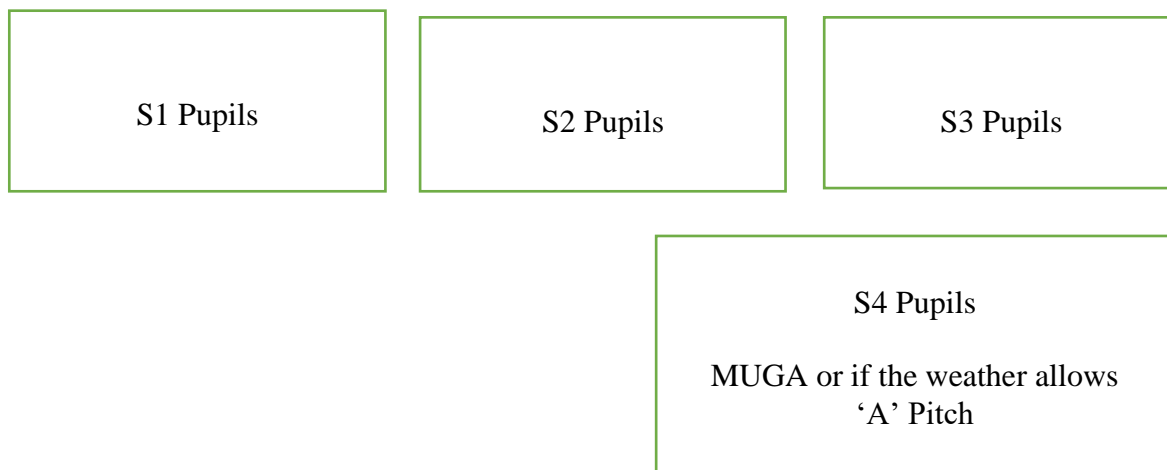 S1 Pupils
S2 Pupils
S3 Pupils
S4 Pupils
MUGA or if the weather allows
‘A’ Pitch